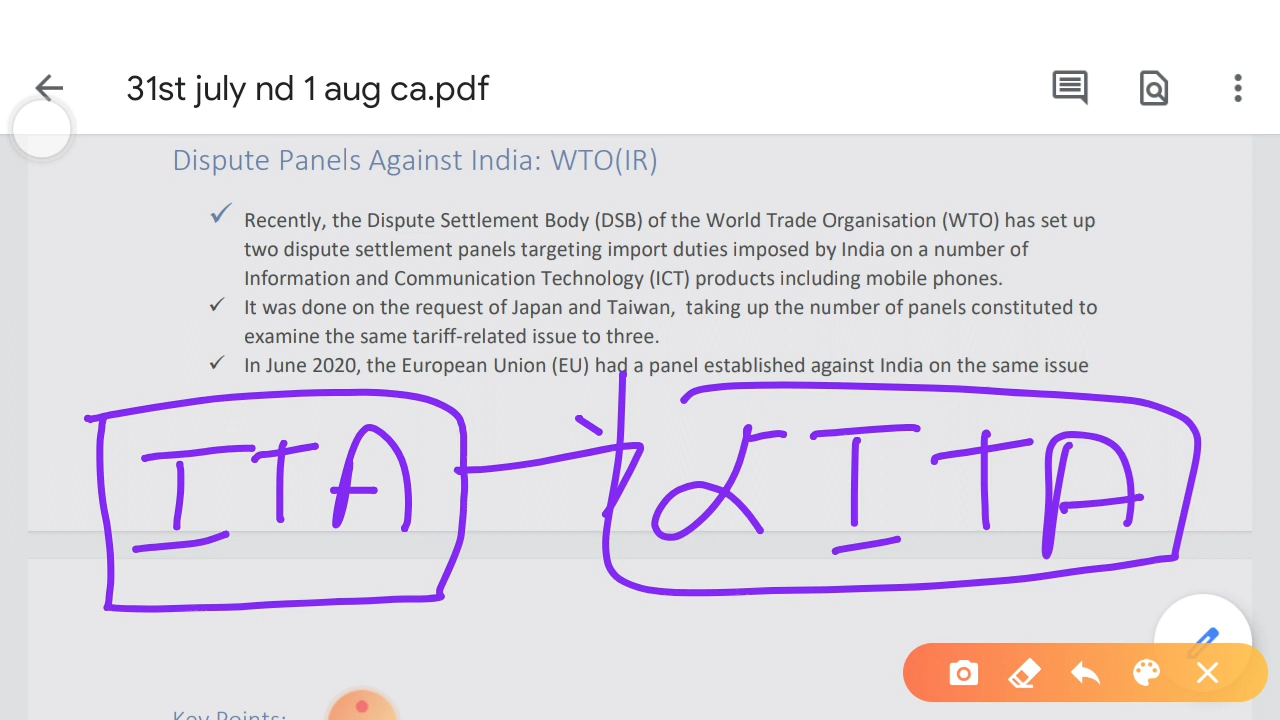 31st july nd 1 aug ca.pdf
Dispute Panels Against India: WTO(IR)
Recently, the Dispute Settlement Body (DSB) of the World Trade Organisation (WTO) has set up
two dispute settlement panels targeting import duties imposed by India on a number of
Information and Communication Technology (ICT) products including mobile phones.
It was done on the request of Japan and Taiwan, taking up the number of panels constituted to
examine the same tariff-related issue to three.
In June 2020, the European Union (EU) had a panel established against India on the same issue
ITA ITA
Key Points: